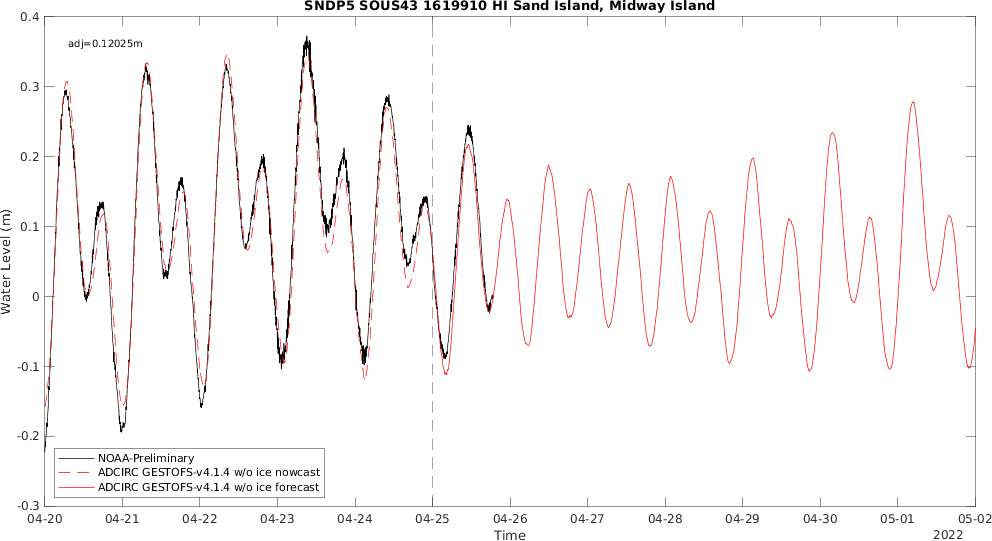 SNDP5 SOUS43 1619910 HI Sand Island, Midway Island
adj=0.12025m
0.4
0.3
0.2
0.1
0
-0.1
-0.2
-0.3
Water Level (m)
NOAA-Preliminary
ADCIRC GESTOFS-v4.1.4 w/o ice nowcast
ADCIRC GESTOFS-v4.1.4 w/o ice forecast
04-20 04-21 04-22 04-23 04-24 04-25 04-26 04-27 04-28 04-29 04-30 05-01 05-02
Time
2022